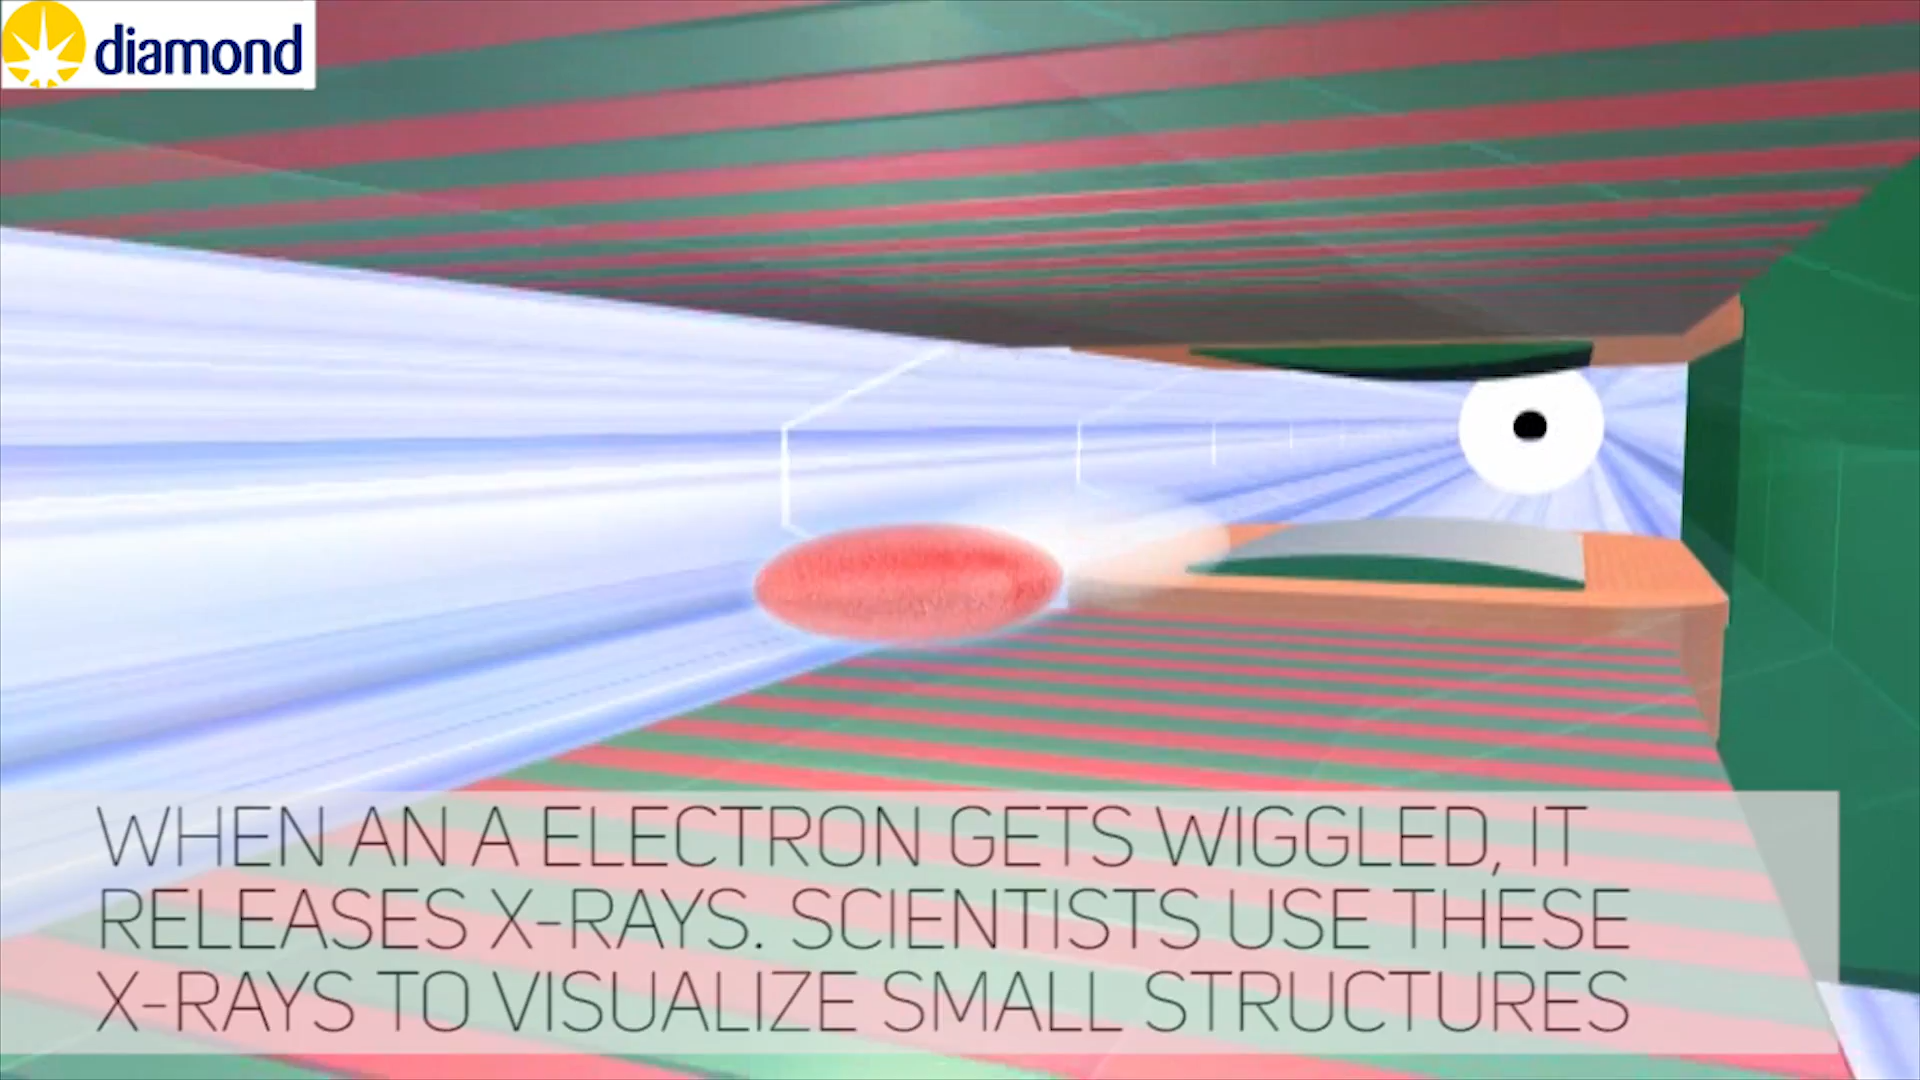 diamond
WHEN AN A ELECTRON GETS WIGGLED, IT
RELEASES X-RAYS. SCIENTISTS USE THESE
X-RAYS TO VISUALIZE SMALL STRUCTURES